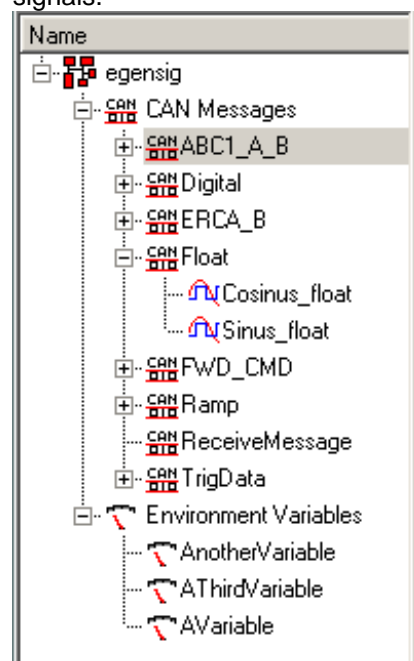 signals.
Name
egensig
CAN Messages
ABC1_A_B
Digital
ERCA_B
Float
Cosinus_float
Sinus_float
FWD_CMD
Ramp
ReceiveMessage
TrigData
Environment Variables
AnotherVariable
AThirdVariable
AVariable